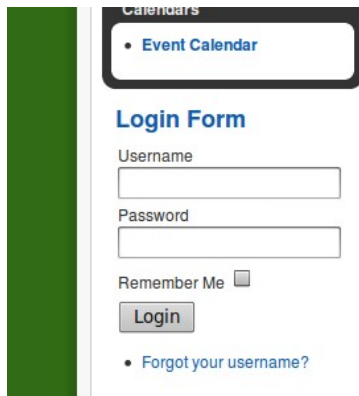 Calendars
Event Calendar
Login Form
Username
Password
Remember Me
Login
Forgot your username?